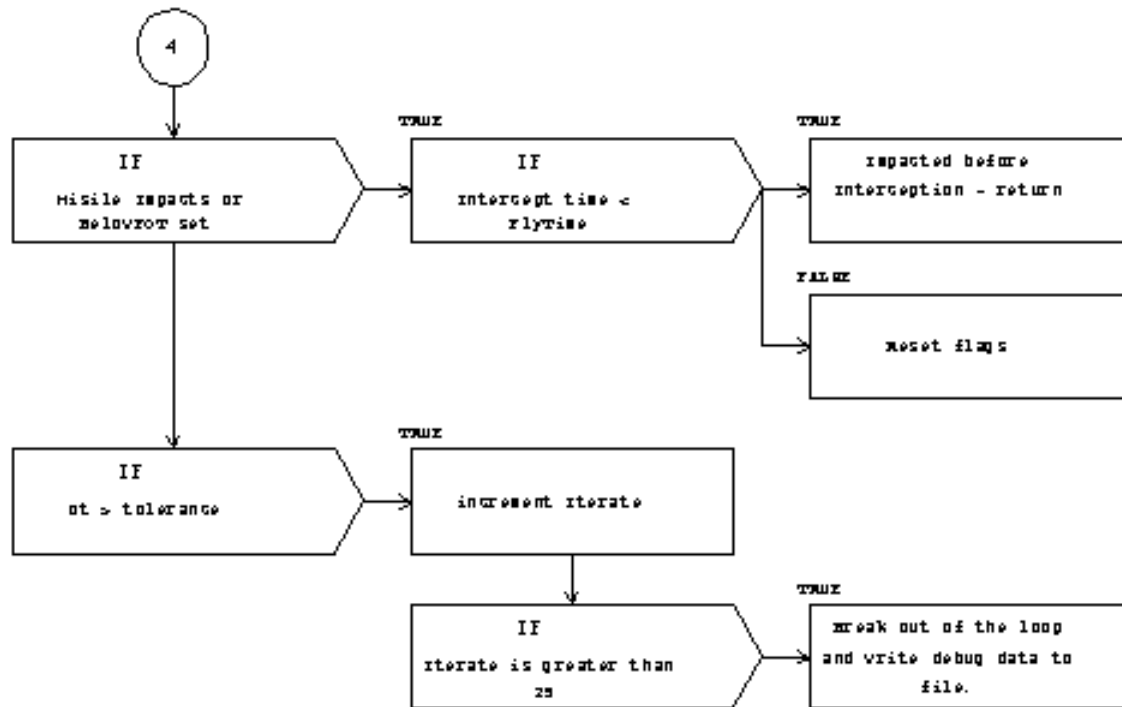 4
TRUE
TRUE
IF
Misile Impacts or
BelowROT set
IF
Intercept time <
FlyTime
Impacted before
Interception - return
FALSE
Reset flags
TRUE
IF
Dt > tolerance
increment Iterate
TRUE
IF
Iterate is greater than
25
Break out of the loop
and write debug data to
file.